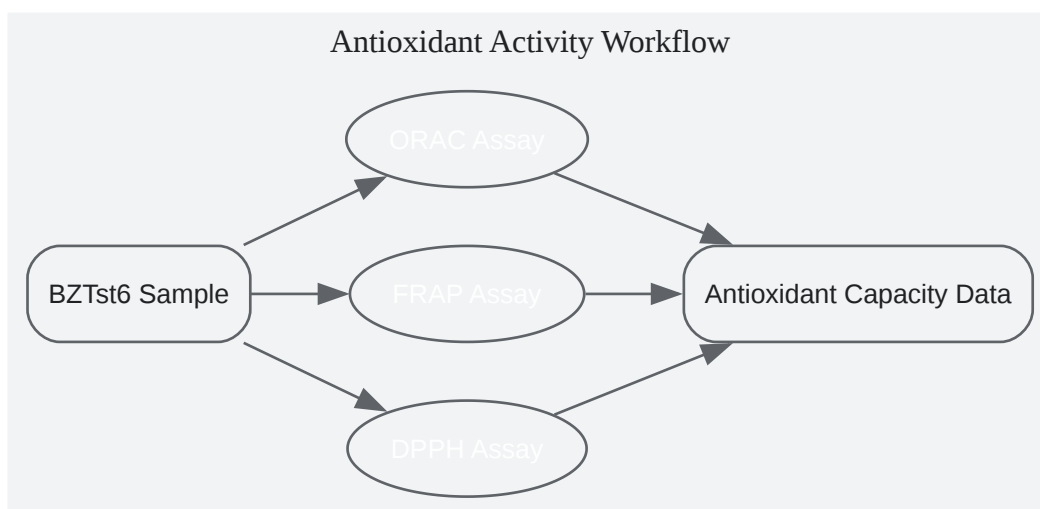 Antioxidant Activity Workflow
ORAC Assay
BZTst6 Sample
FRAP Assay
Antioxidant Capacity Data
DPPH Assay